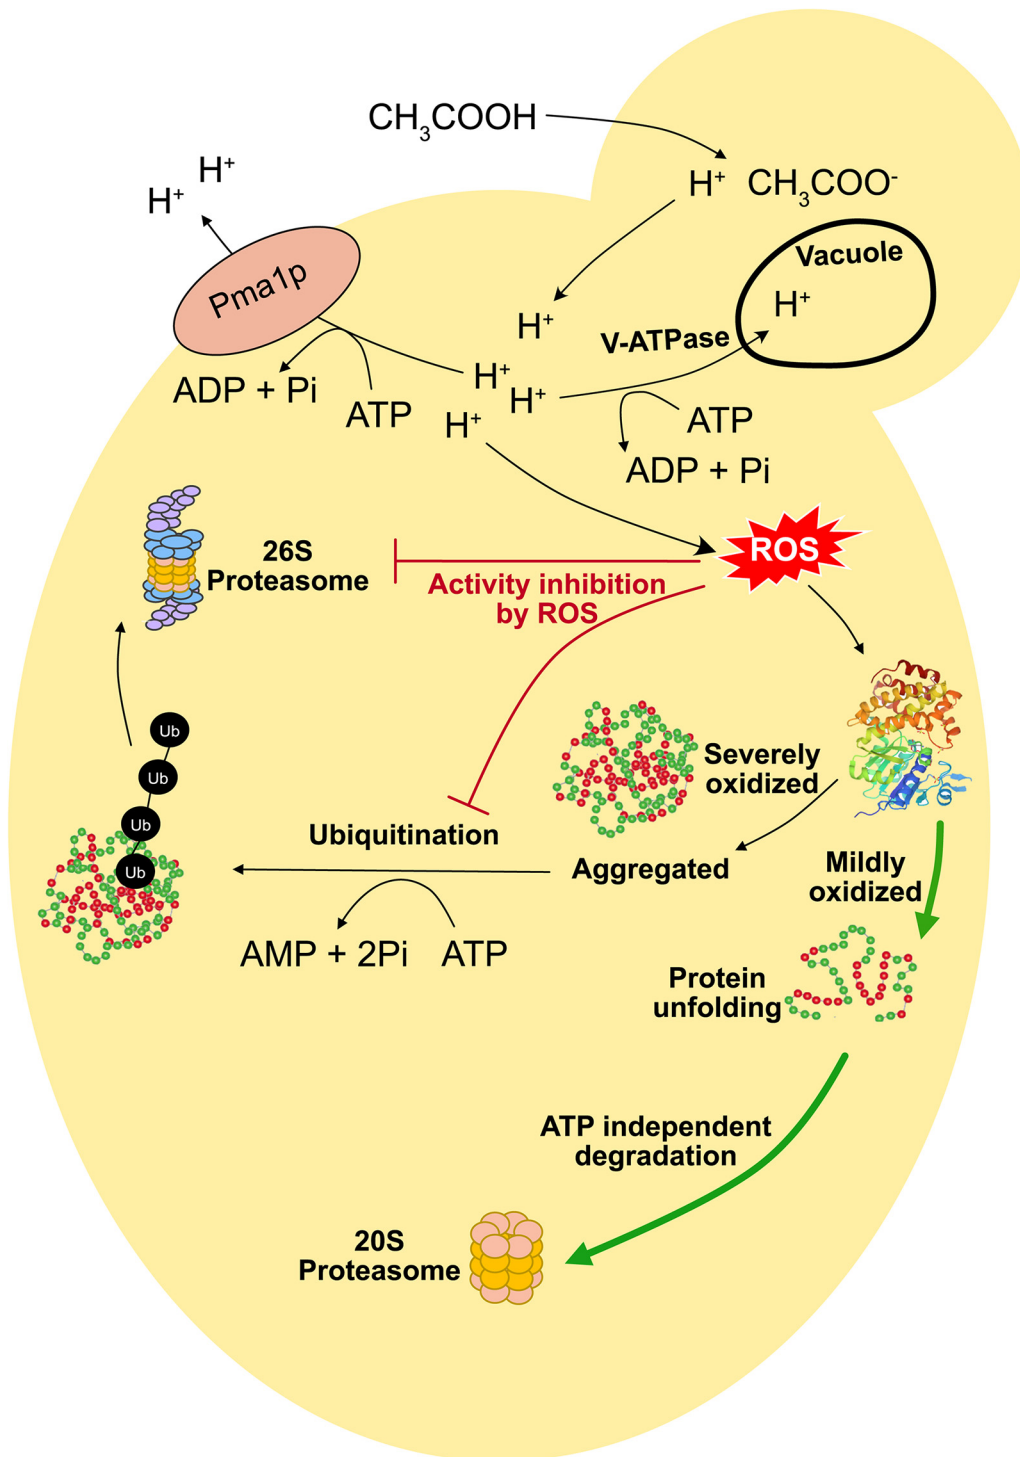 CH₃COOH
H⁺
H⁺
H⁺ CH₃COO⁻
Vacuole
H⁺
Pma1p
H⁺
V-ATPase
H⁺
H⁺
H⁺
ADP + Pi
ATP
ATP
ADP + Pi
ROS
26S
Proteasome
Activity inhibition
by ROS
Ub
Ub
Ub
Ub
Severely
oxidized
Ubiquitination
Aggregated
Mildly
oxidized
AMP + 2Pi
ATP
Protein
unfolding
ATP independent
degradation
20S
Proteasome